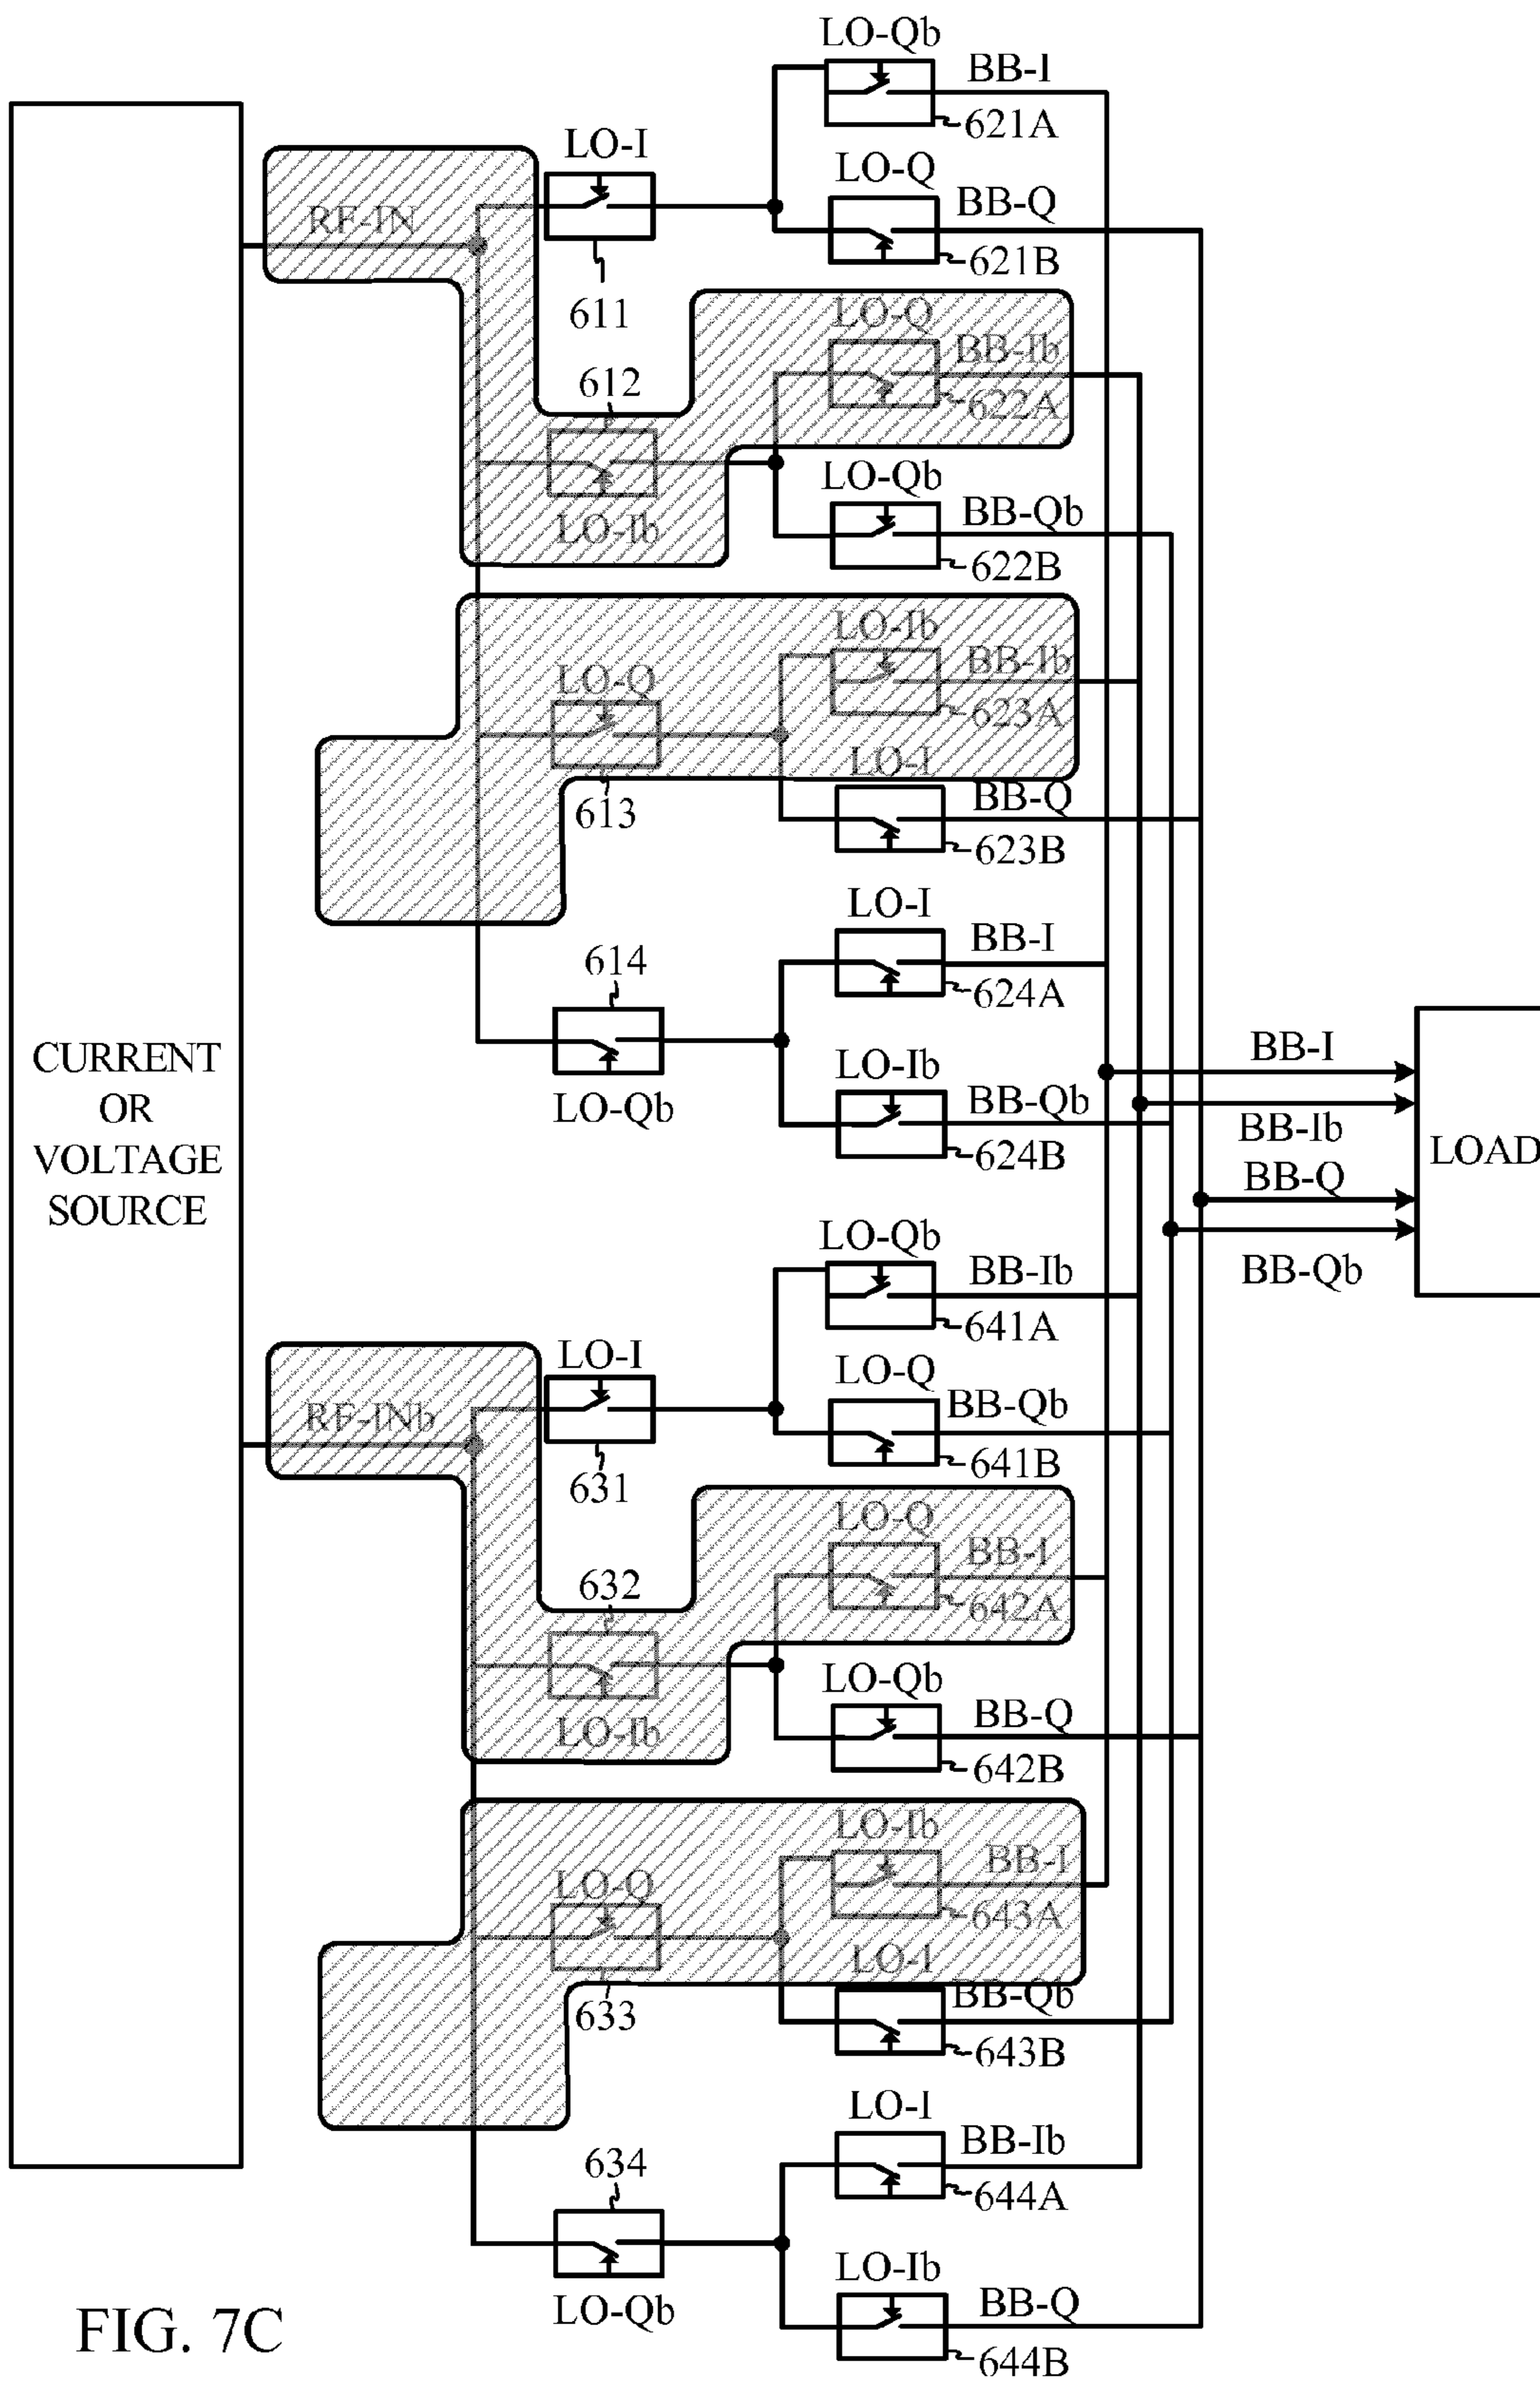 LO-Qb
BB-I
621A
LO-I
611
LO-Q
BB-Q
621B
RF-IN
LO-Q
BB-Ib
622A
612
LO-Ib
LO-Qb
BB-Qb
622B
LO-Ib
BB-Ib
623A
LO-Q
613
LO-I
BB-Q
623B
LO-I
BB-I
624A
614
LO-Qb
LO-Ib
BB-Qb
624B
CURRENT
OR
VOLTAGE
SOURCE
BB-I
BB-Ib
BB-Q
BB-Qb
LOAD
LO-Qb
BB-Ib
641A
LO-I
631
LO-Q
BB-Qb
641B
RF-INb
LO-Q
BB-I
642A
632
LO-Ib
LO-Qb
BB-Q
642B
LO-Ib
BB-I
643A
LO-Q
633
LO-I
BB-Qb
643B
LO-I
BB-Ib
644A
634
LO-Qb
LO-Ib
BB-Q
644B
FIG. 7C